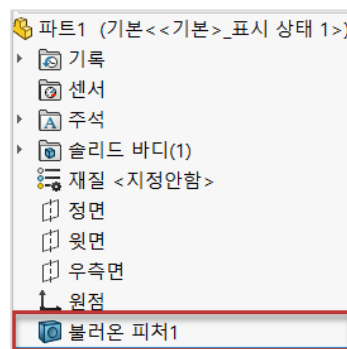 파트1 (기본<<기본>_표시 상태 1>)
기록
센서
A 주석
솔리드 바디(1)
재질 <지정안함>
정면
윗면
우측면
원점
불러온 피처1